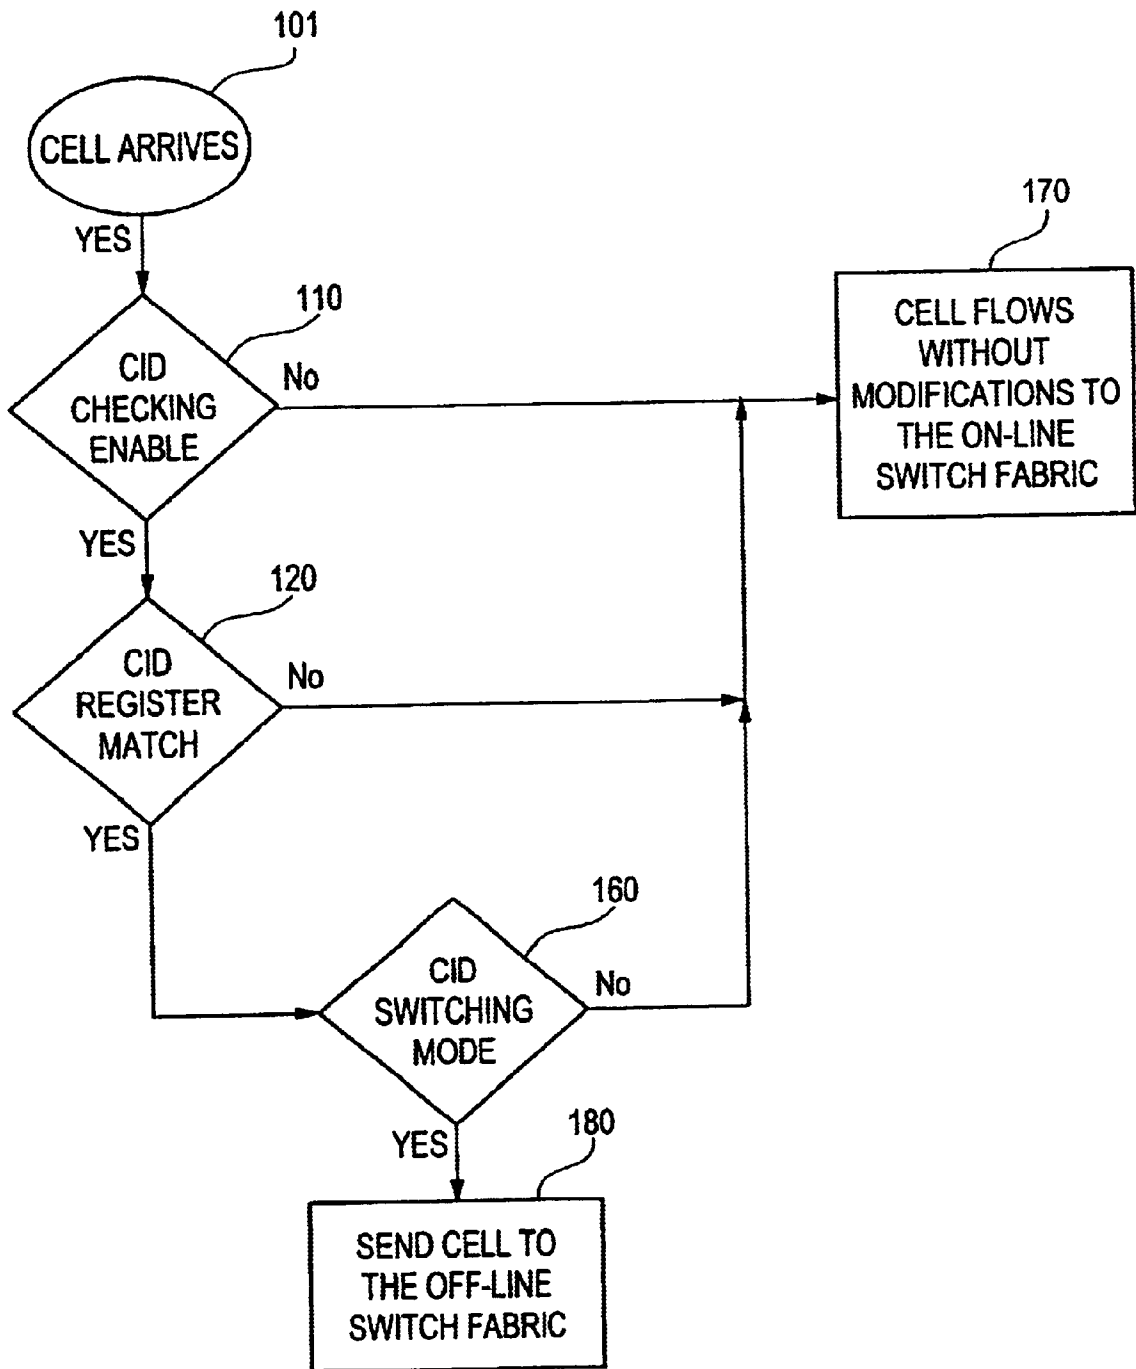 101
CELL ARRIVES
YES
170
110
CID
CHECKING
ENABLE
No
CELL FLOWS
WITHOUT
MODIFICATIONS TO
THE ON-LINE
SWITCH FABRIC
YES
120
CID
REGISTER
MATCH
No
YES
160
CID
SWITCHING
MODE
No
YES
180
SEND CELL TO
THE OFF-LINE
SWITCH FABRIC